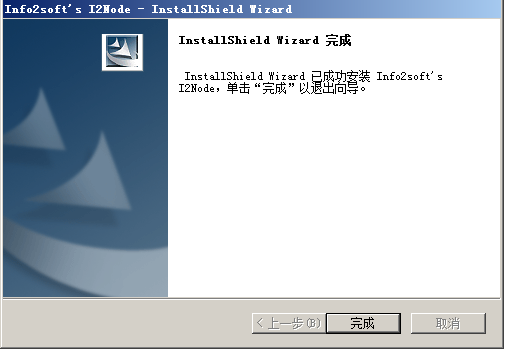 Info2soft's I2Node - InstallShield Wizard
InstallShield Wizard 完成
InstallShield Wizard 已成功安装 Info2soft's
I2Node，单击“完成”以退出向导。
< 上一步(B)
完成
取消